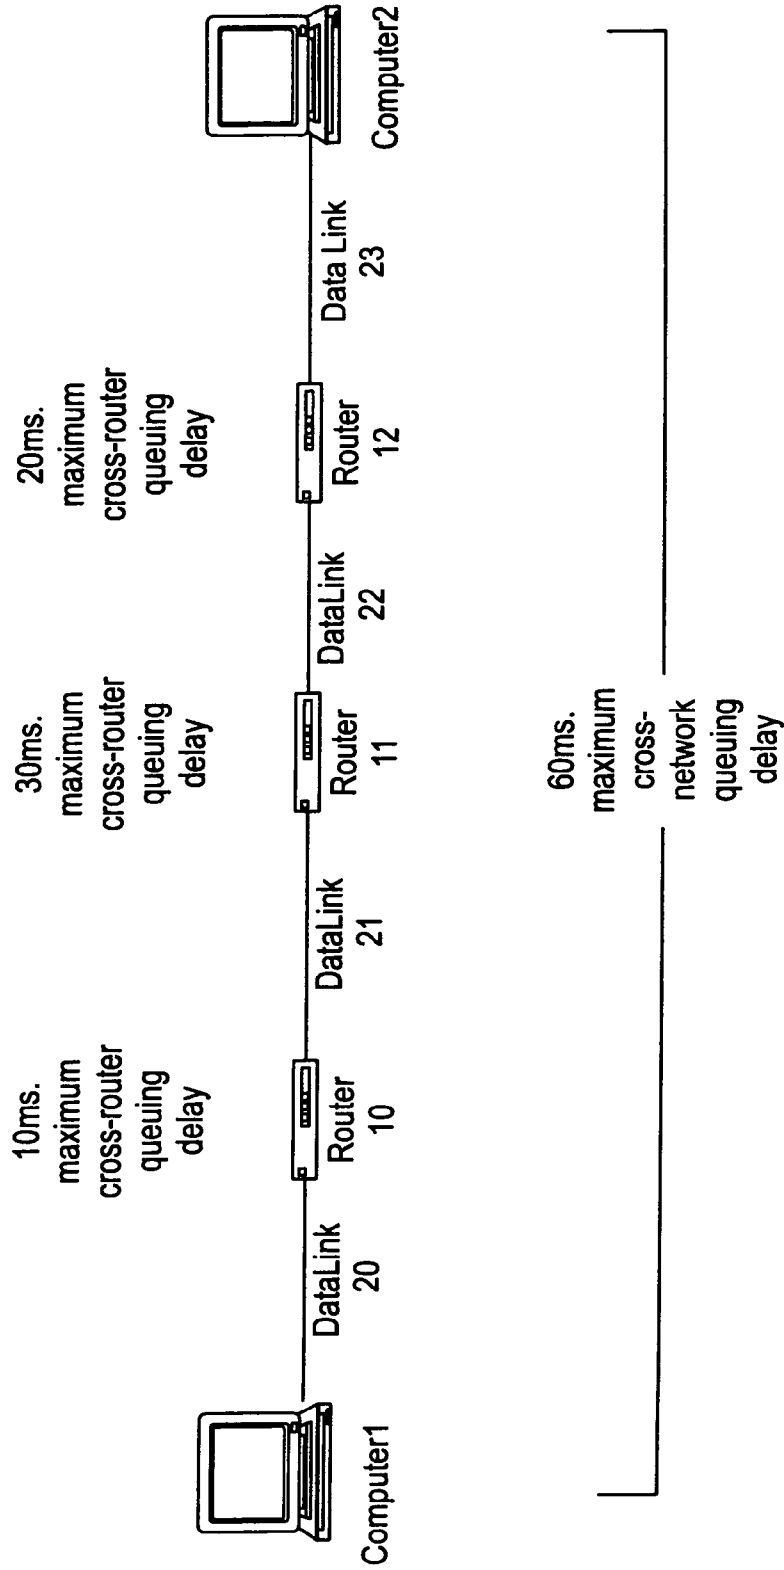 10ms.
maximum
cross-router
queuing
delay
30ms.
maximum
cross-router
queuing
delay
20ms.
maximum
cross-router
queuing
delay
Computer1
DataLink
20
Router
10
DataLink
21
Router
11
DataLink
22
Router
12
Data Link
23
Computer2
60ms.
maximum
cross-
network
queuing
delay